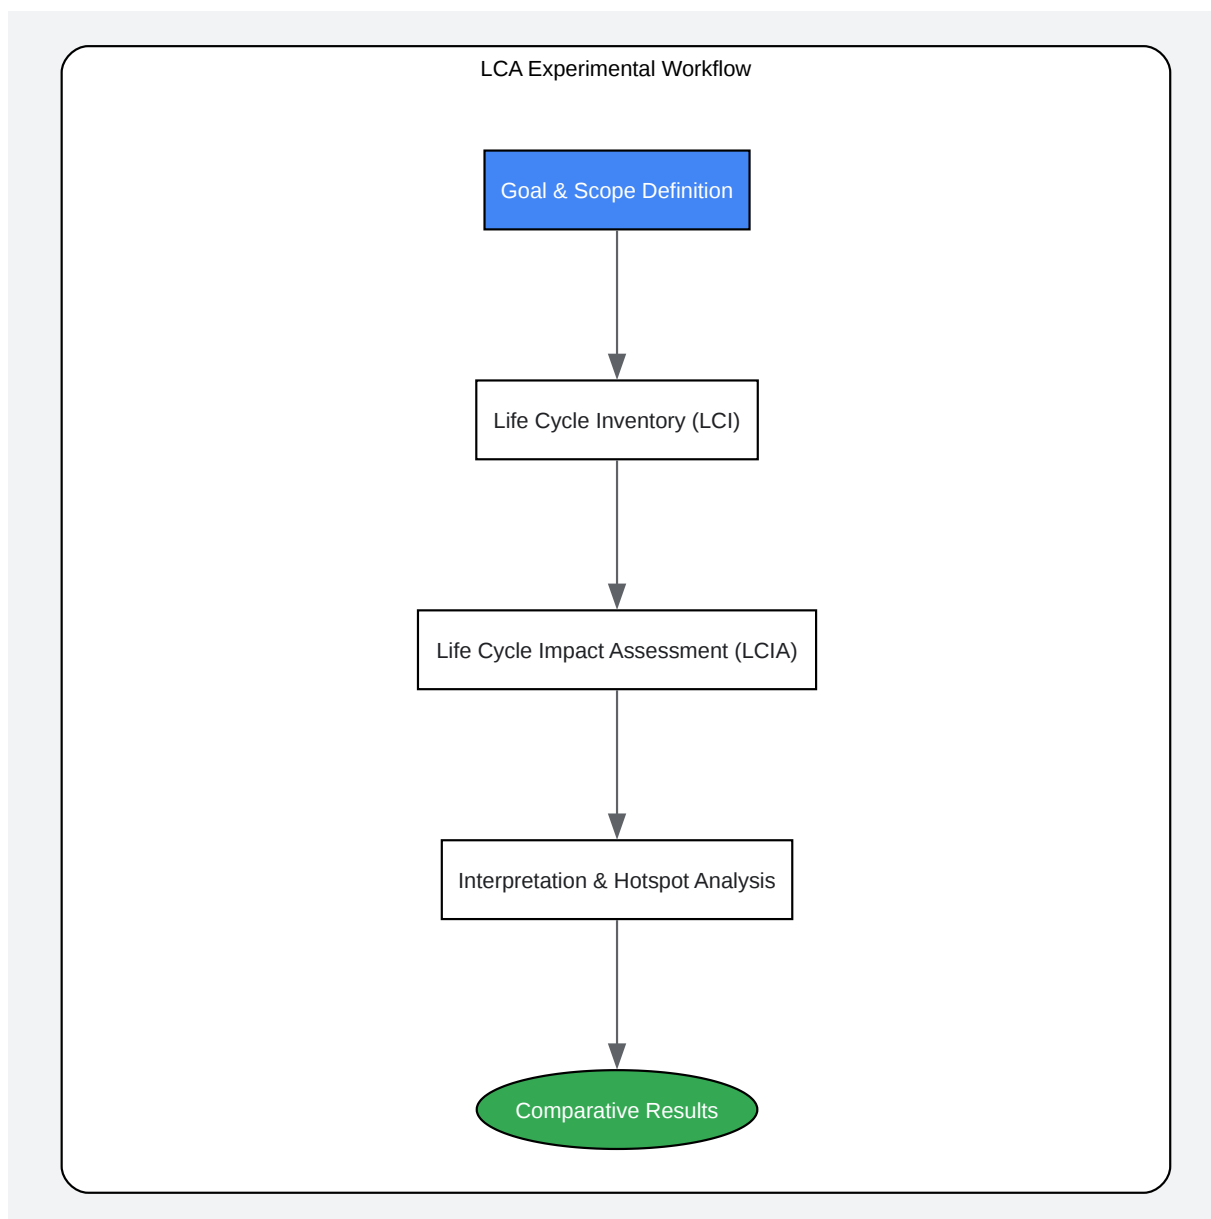 LCA Experimental Workflow
Goal & Scope Definition
Life Cycle Inventory (LCI)
Life Cycle Impact Assessment (LCIA)
Interpretation & Hotspot Analysis
Comparative Results